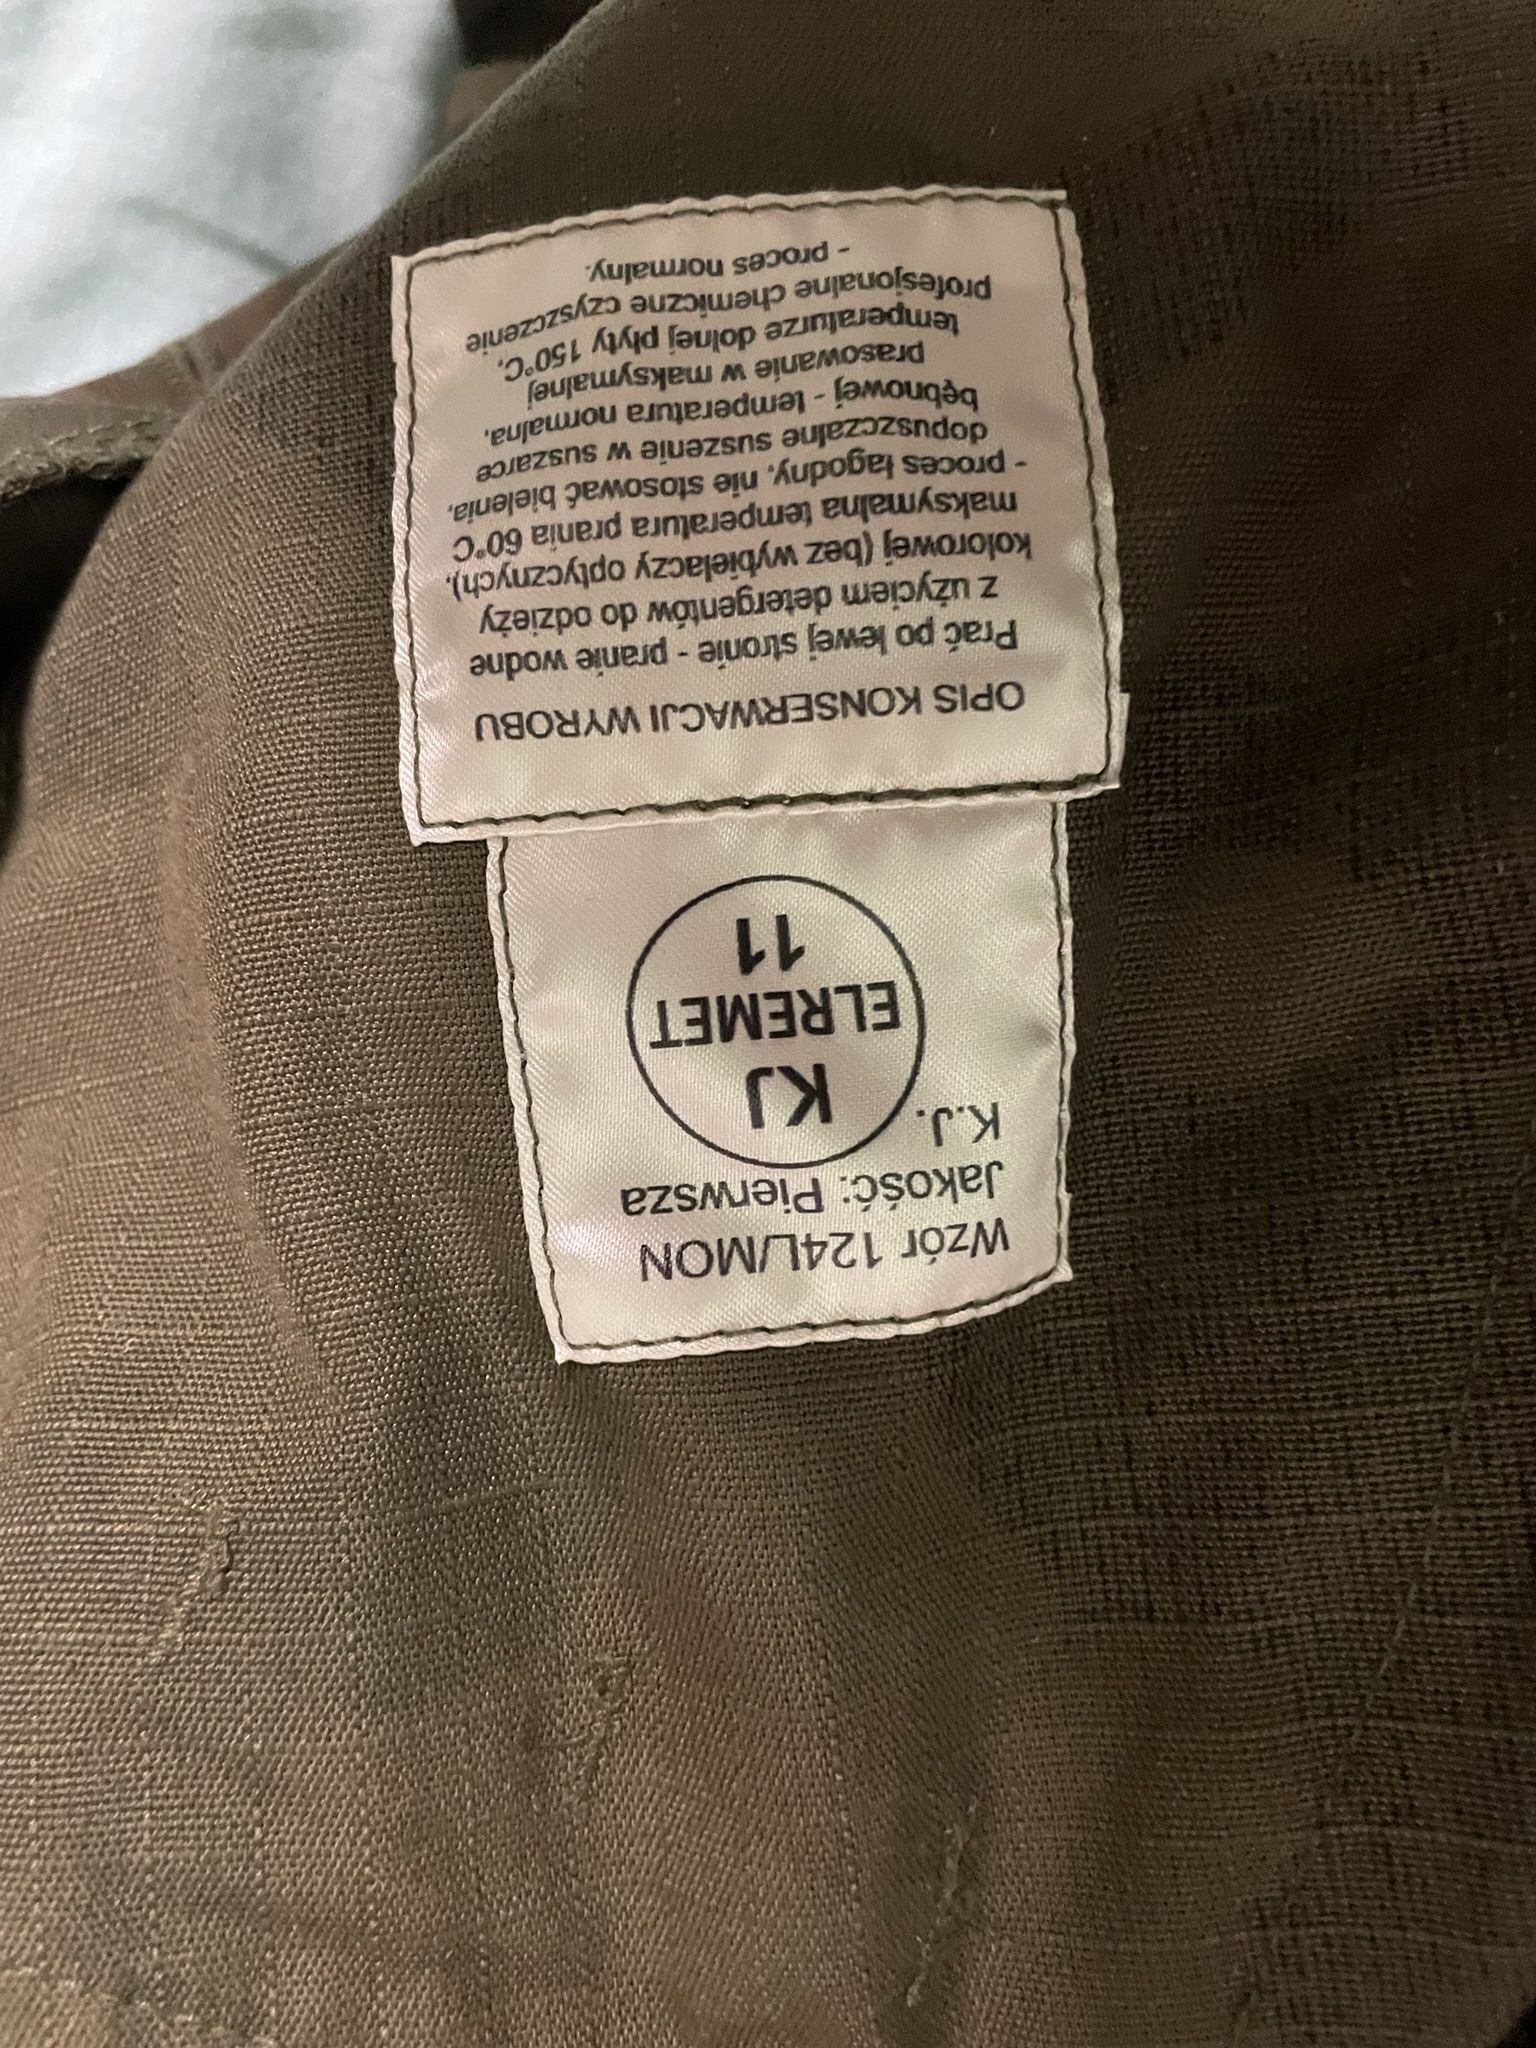 Wzór 124L/MON
Jakość: Pierwsza
K.J.
KJ
ELREMET
11
OPIS KONSERWACJI WYROBU
Prać po lewej stronie - pranie wodne
z użyciem detergentów do odzieży
kolorowej (bez wybielaczy optycznych),
maksymalna temperatura prania 60°C
- proces łagodny, nie stosować bielenia,
dopuszczalne suszenie w suszarce
bębnowej - temperatura normalna,
prasowanie w maksymalnej
temperaturze dolnej płyty 150°C,
profesjonalne chemiczne czyszczenie
- proces normalny.